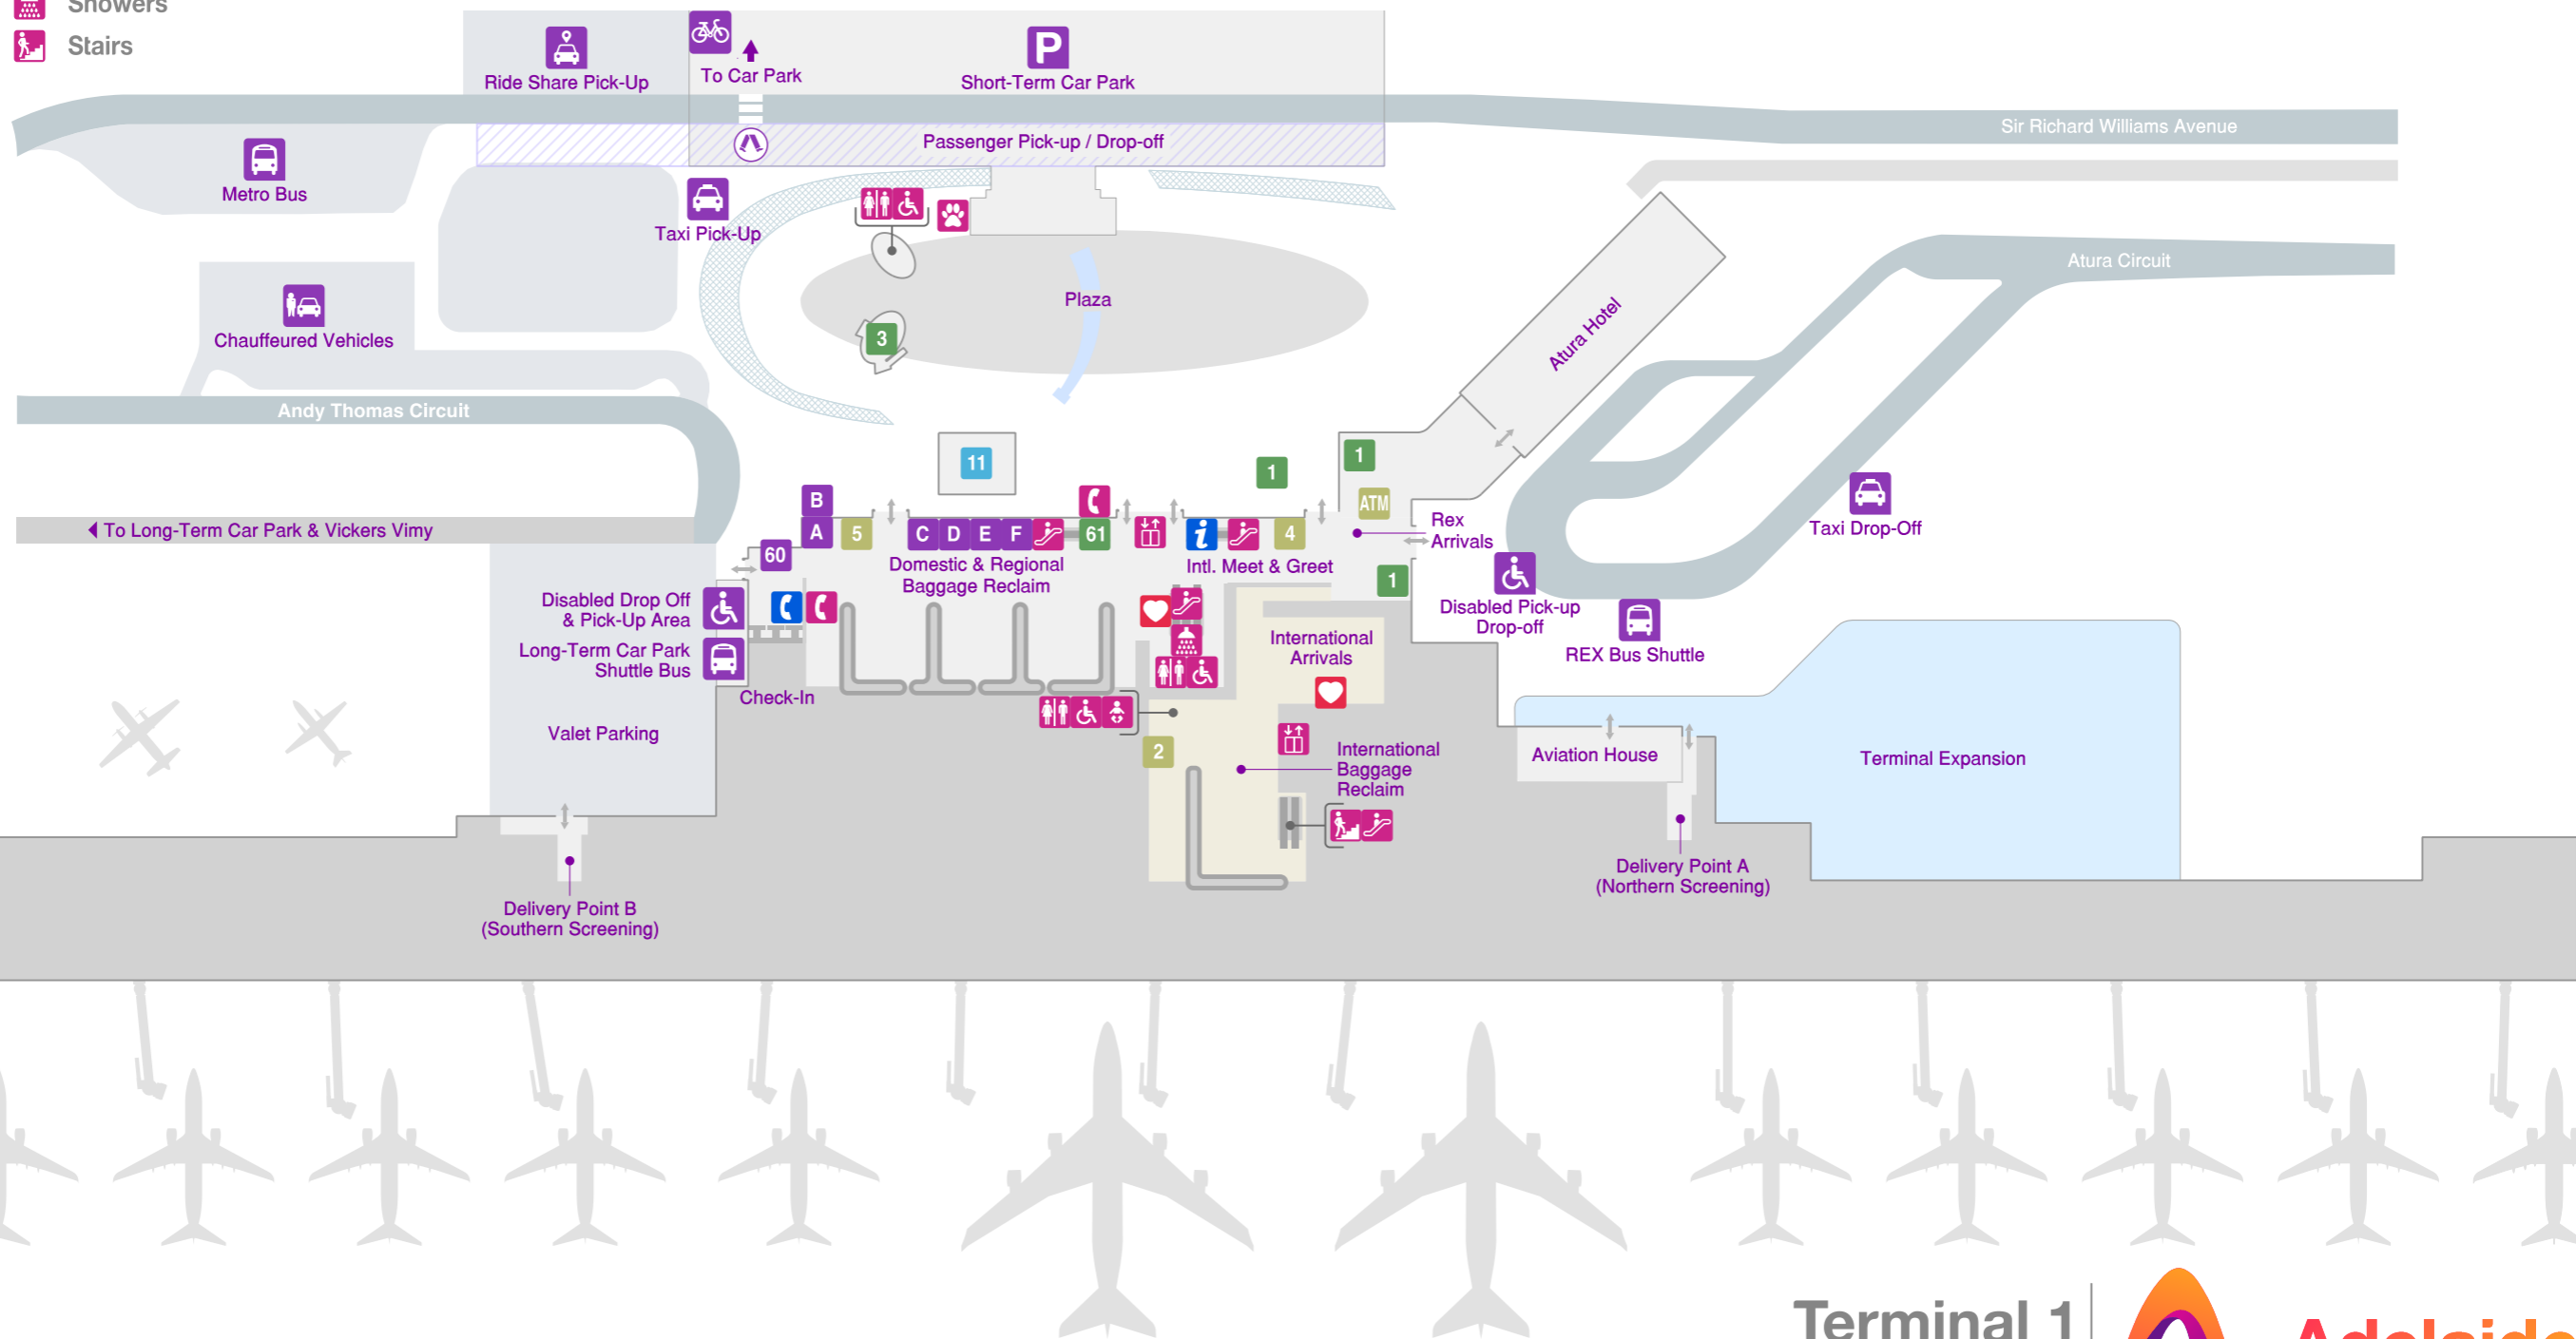 Showers
Stairs
Ride Share Pick-Up
To Car Park
P
Short-Term Car Park
Passenger Pick-up / Drop-off
Sir Richard Williams Avenue
Metro Bus
Taxi Pick-Up
Atura Circuit
Plaza
Chauffeured Vehicles
3
Atura Hotel
Andy Thomas Circuit
11
1
1
ATM
B
A
5
C
D
E
F
61
i
4
Rex
Arrivals
Taxi Drop-Off
To Long-Term Car Park & Vickers Vimy
60
Domestic & Regional
Baggage Reclaim
Intl. Meet & Greet
1
Disabled Drop Off
& Pick-Up Area
Disabled Pick-up
Drop-off
Long-Term Car Park
Shuttle Bus
International
Arrivals
REX Bus Shuttle
Check-In
Valet Parking
2
International
Baggage
Reclaim
Aviation House
Terminal Expansion
Delivery Point A
(Northern Screening)
Delivery Point B
(Southern Screening)
Terminal 1
Adelaide